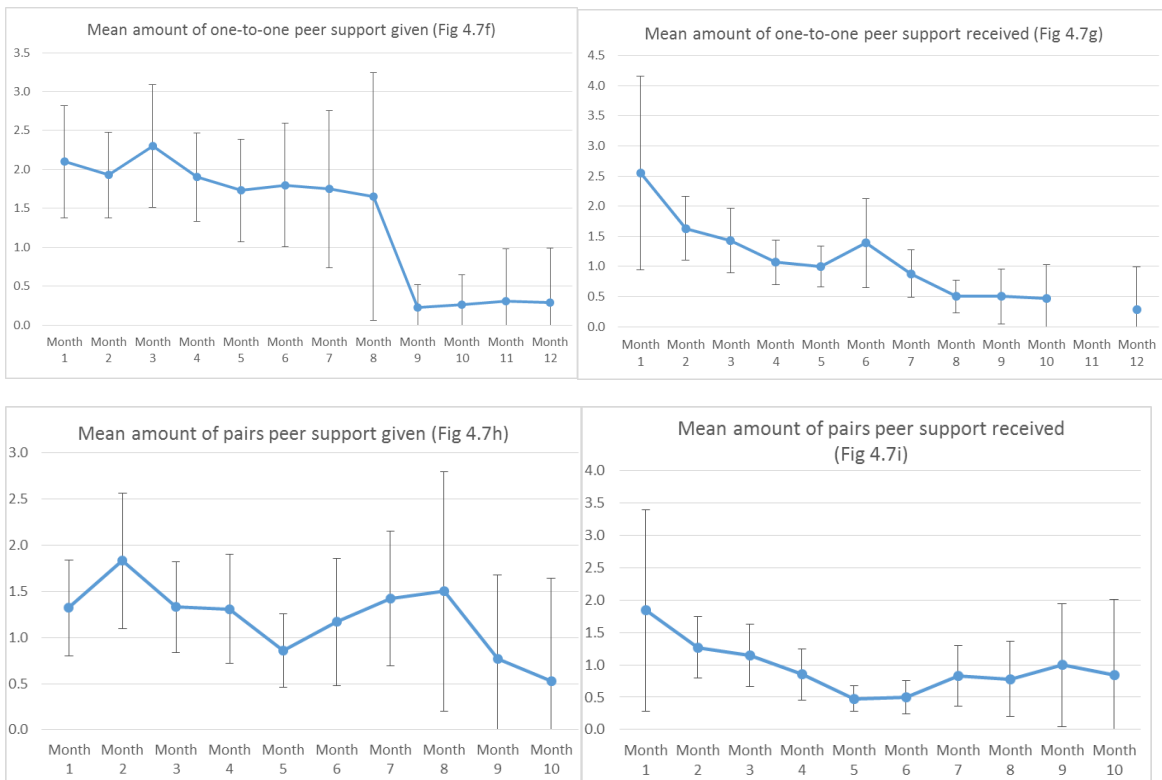 Mean amount of one-to-one peer support given (Fig 4.7f)
3.5
3.0
2.5
2.0
1.5
1.0
0.5
0.0
Month Month Month Month Month Month Month Month Month Month Month Month
1 2 3 4 5 6 7 8 9 10 11 12
Mean amount of one-to-one peer support received (Fig 4.7g)
4.5
4.0
3.5
3.0
2.5
2.0
1.5
1.0
0.5
0.0
Month Month Month Month Month Month Month Month Month Month Month Month
1 2 3 4 5 6 7 8 9 10 11 12
Mean amount of pairs peer support given (Fig 4.7h)
3.0
2.5
2.0
1.5
1.0
0.5
0.0
Month Month Month Month Month Month Month Month Month Month
1 2 3 4 5 6 7 8 9 10
Mean amount of pairs peer support received
(Fig 4.7i)
4.0
3.5
3.0
2.5
2.0
1.5
1.0
0.5
0.0
Month Month Month Month Month Month Month Month Month Month
1 2 3 4 5 6 7 8 9 10